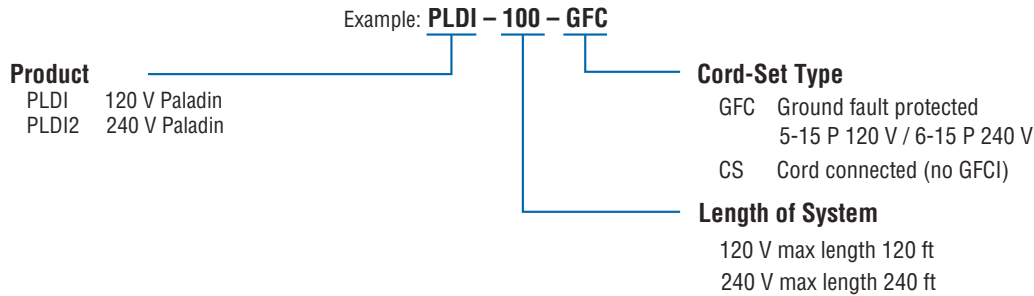 Example: PLDI – 100 – GFC
Product
PLDI 120 V Paladin
PLDI2 240 V Paladin
Cord-Set Type
GFC Ground fault protected
5-15 P 120 V / 6-15 P 240 V
CS Cord connected (no GFCI)
Length of System
120 V max length 120 ft
240 V max length 240 ft